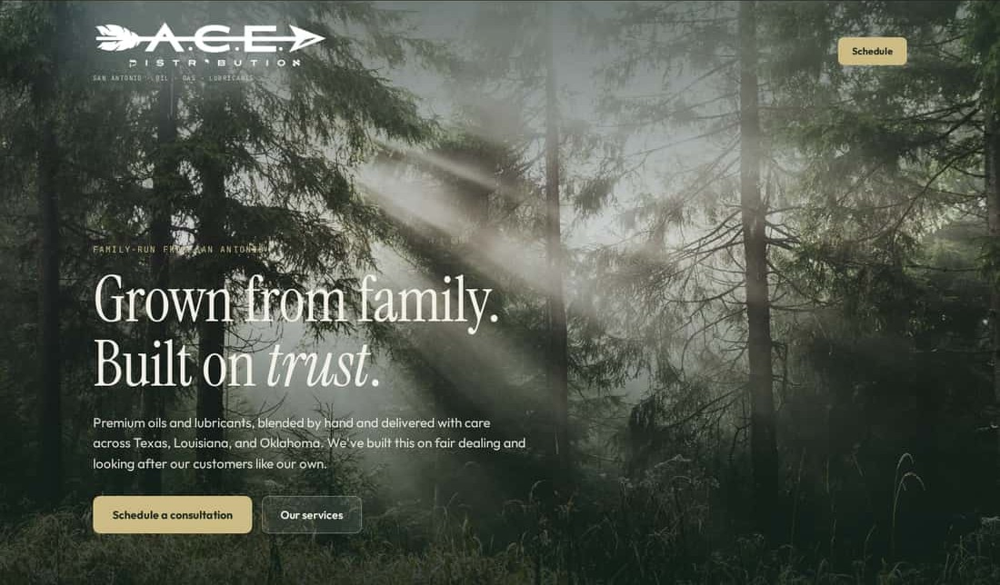 A.C.E.
DISTRIBUTION
SAN ANTONIO · OIL · GAS · LUBRICANTS
Schedule
FAMILY-RUN FROM SAN ANTONIO
Grown from family.
Built on trust.
Premium oils and lubricants, blended by hand and delivered with care
across Texas, Louisiana, and Oklahoma. We've built this on fair dealing and
looking after our customers like our own.
Schedule a consultation
Our services